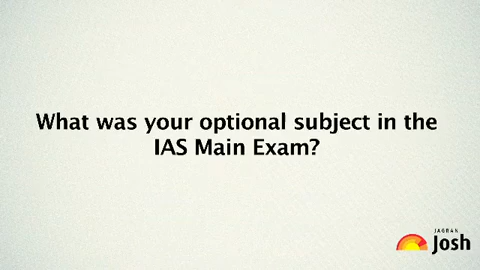 What was your optional subject in the
IAS Main Exam?
JAGRAN
Josh